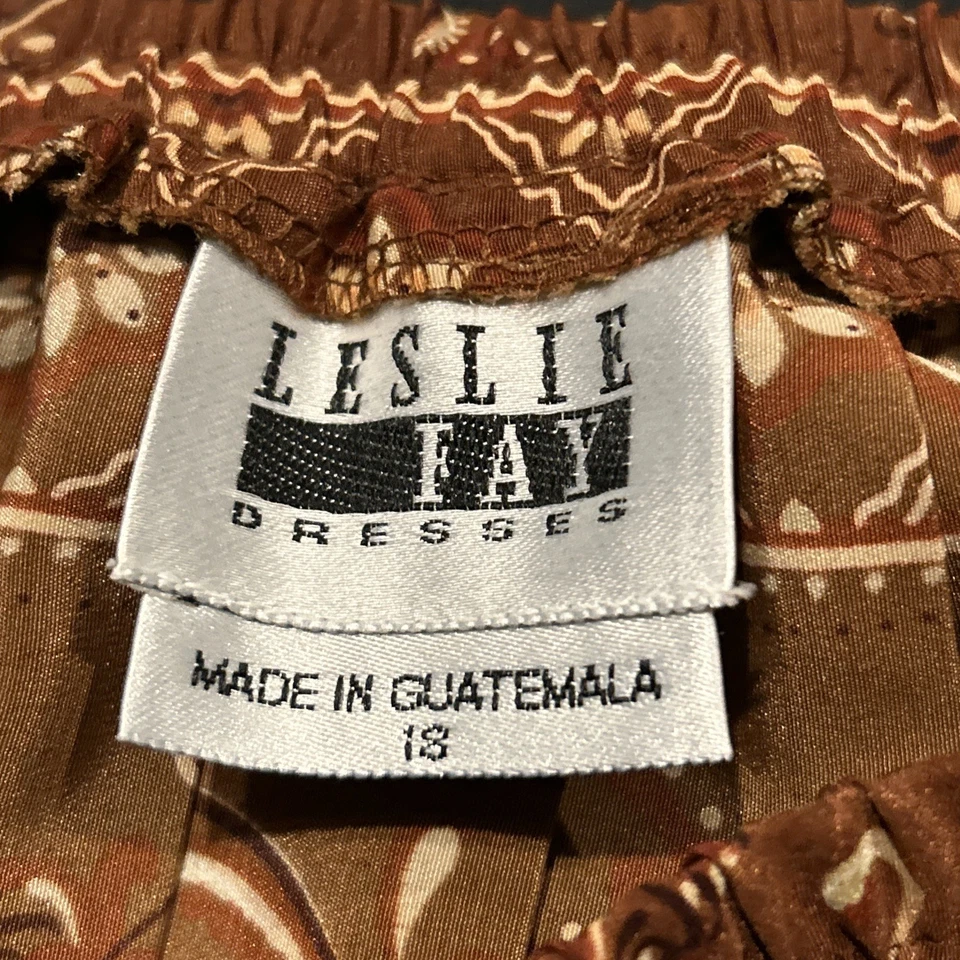 LESLIE
FAY
DRESSES
MADE IN GUATEMALA
18